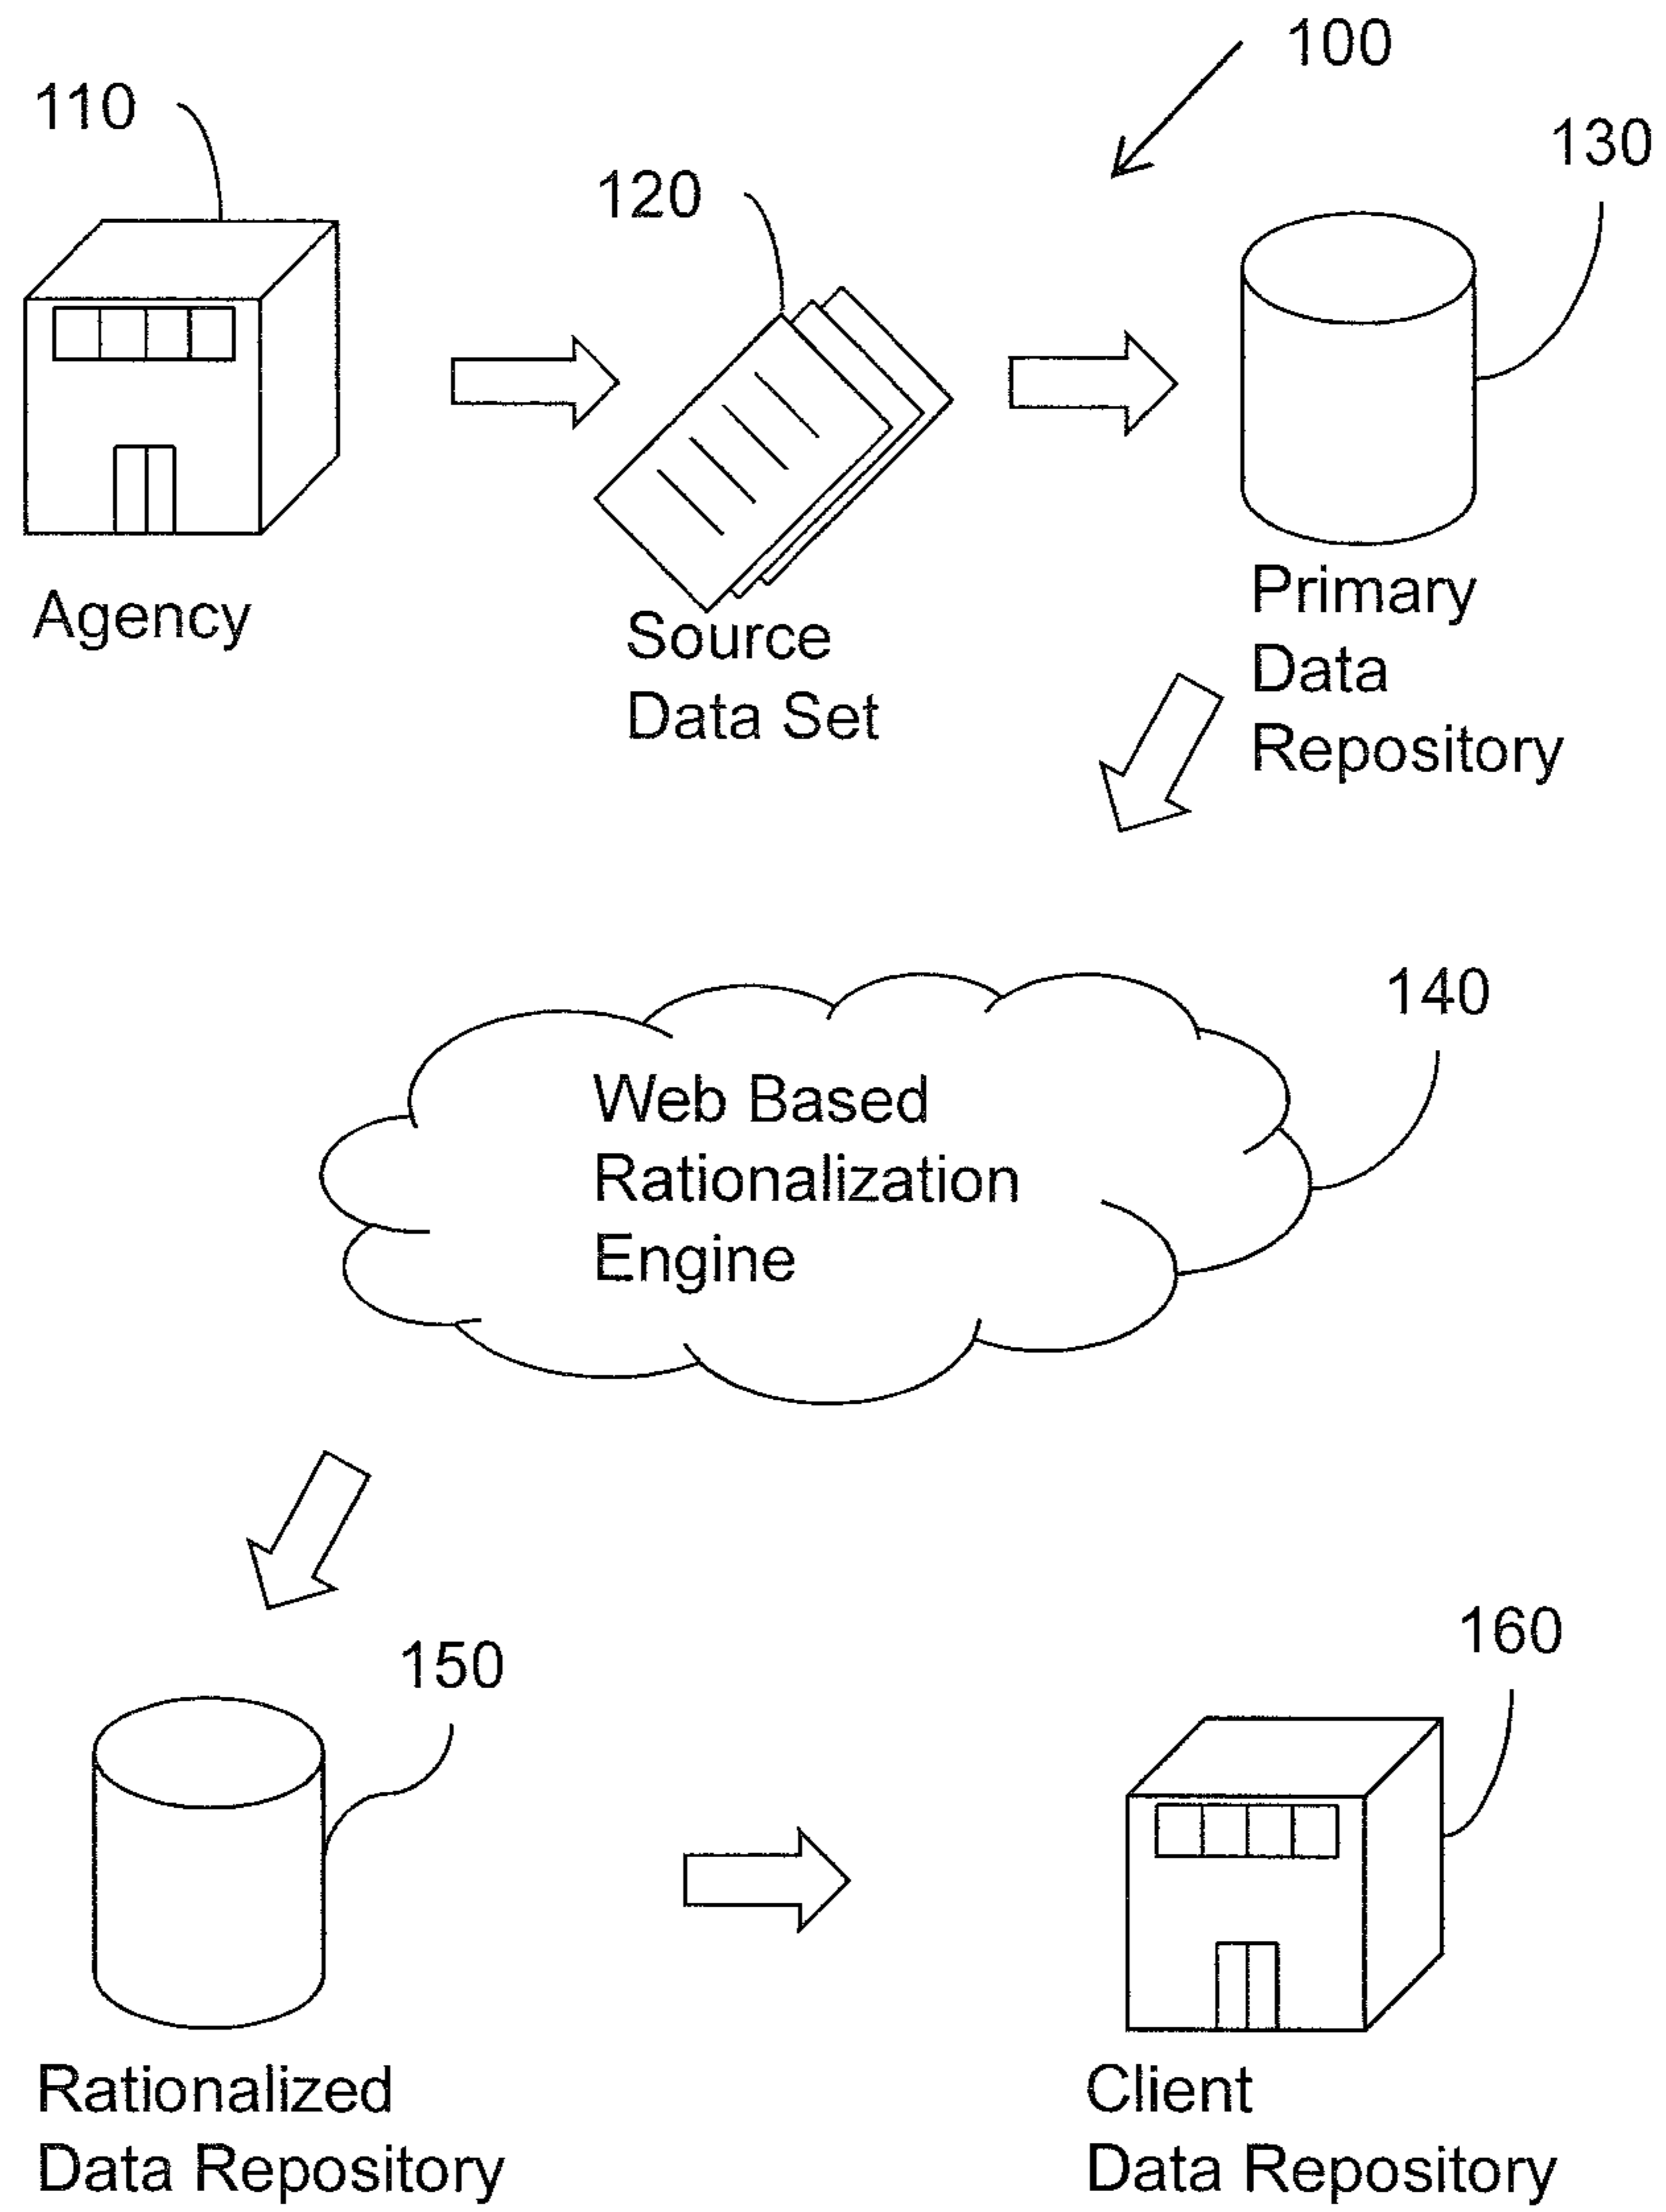 100
110
130
120
Agency
Source
Data Set
Primary
Data
Repository
140
Web Based
Rationalization
Engine
150
160
Rationalized
Data Repository
Client
Data Repository